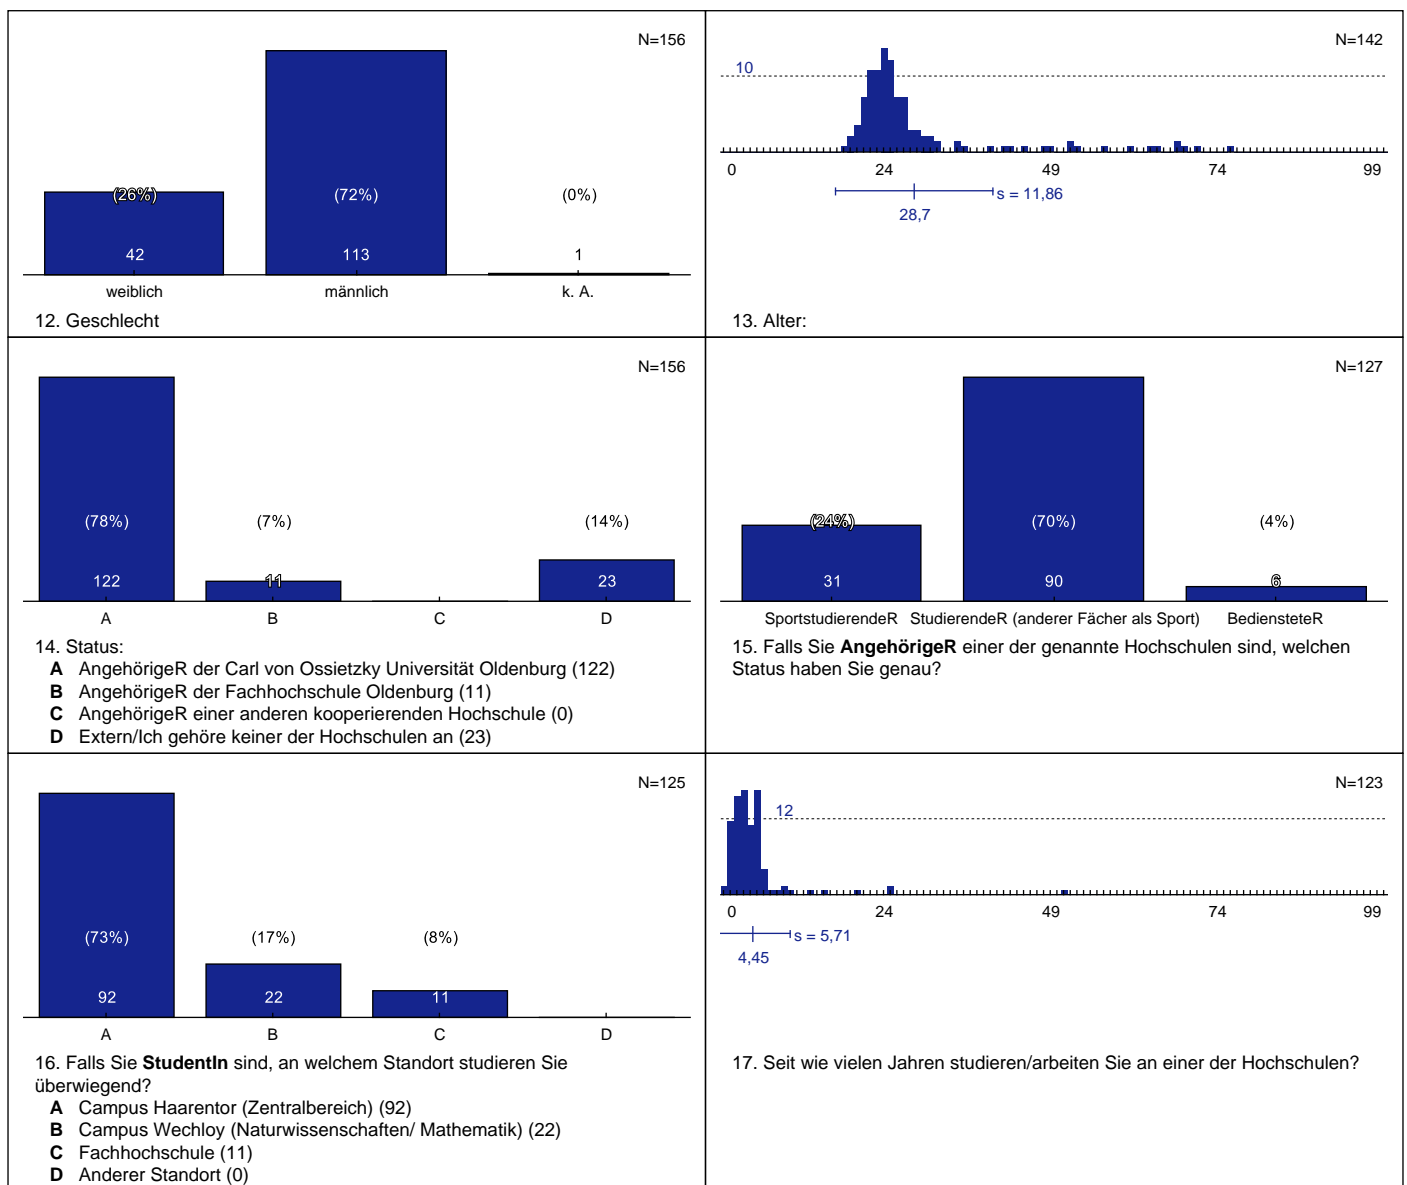 N=156
(26%)
(72%)
(0%)
42
113
1
weiblich
männlich
k. A.
12. Geschlecht
N=142
10
0
24
49
74
99
s = 11,86
28,7
13. Alter:
N=156
(78%)
(7%)
(14%)
122
11
23
A
B
C
D
14. Status:
A AngehörigeR der Carl von Ossietzky Universität Oldenburg (122)
B AngehörigeR der Fachhochschule Oldenburg (11)
C AngehörigeR einer anderen kooperierenden Hochschule (0)
D Extern/Ich gehöre keiner der Hochschulen an (23)
N=127
(24%)
(70%)
(4%)
31
90
6
SportstudierendeR
StudierendeR (anderer Fächer als Sport)
BediensteteR
15. Falls Sie AngehörigeR einer der genannte Hochschulen sind, welchen
Status haben Sie genau?
N=125
(73%)
(17%)
(8%)
92
22
11
A
B
C
D
16. Falls Sie StudentIn sind, an welchem Standort studieren Sie
überwiegend?
A Campus Haarentor (Zentralbereich) (92)
B Campus Wechloy (Naturwissenschaften/ Mathematik) (22)
C Fachhochschule (11)
D Anderer Standort (0)
N=123
12
0
24
49
74
99
s = 5,71
4,45
17. Seit wie vielen Jahren studieren/arbeiten Sie an einer der Hochschulen?